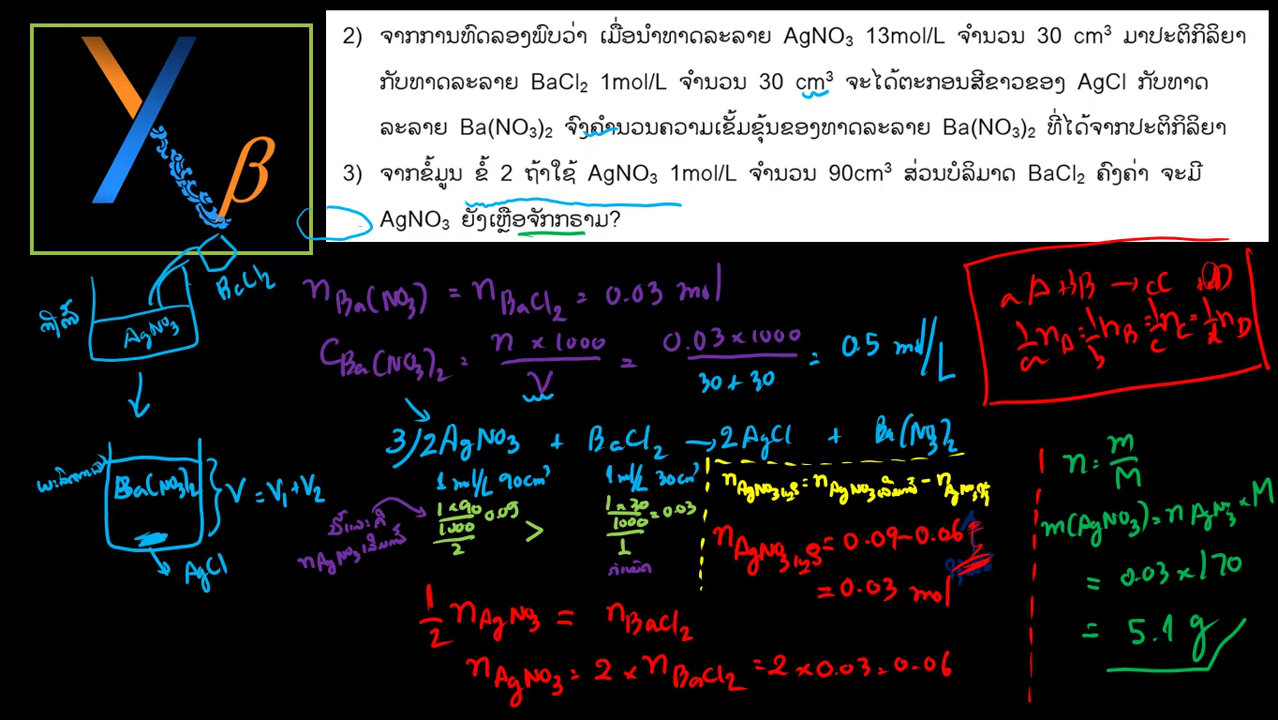 2) ຈາກການທົດລອງພົບວ່າ ເມື່ອນໍາທາດລະລາຍ AgNO₃ 13mol/L ຈໍານວນ 30 cm³ ມາປະຕິກິລິຍາ
ກັບທາດລະລາຍ BaCl₂ 1mol/L ຈໍານວນ 30 cm³ ຈະໄດ້ຕະກອນສີຂາວຂອງ AgCl ກັບທາດ
ລະລາຍ Ba(NO₃)₂ ຈົ່ງຄໍານວນຄວາມເຂັ້ມຂຸ້ນຂອງທາດລະລາຍ Ba(NO₃)₂ ທີ່ໄດ້ຈາກປະຕິກິລິຍາ
3) ຈາກຂໍ້ມູນ ຂໍ້ 2 ຖ້າໃຊ້ AgNO₃ 1mol/L ຈໍານວນ 90cm³ ສ່ວນບໍລິມາດ BaCl₂ ຄົງຄ່າ ຈະມີ
AgNO₃ ຍັງເຫຼືອຈັກກຣາມ?
β
BaCl₂
AgNO₃
Ba(NO₃)₂
V = V₁+V₂
AgCl
n Ba(NO₃) = n BaCl₂ = 0.03 mol
C Ba(NO₃)₂ = n × 1000 / V = 0.03 × 1000 / 30 + 30 = 0.5 mol/L
aA + bB → cC + dD
1/a nA = 1/b nB = 1/c nC = 1/d nD
3/ 2AgNO₃ + BaCl₂ → 2AgCl + Ba(NO₃)₂
1 mol/L 90cm³ 1 mol/L 30cm³
1×90/1000 0.09 / 2 > 1×30/1000 = 0.03 / 1
n AgNO₃ = 0.09 - 0.06
= 0.03 mol
1/2 n AgNO₃ = n BaCl₂
n AgNO₃ = 2 × n BaCl₂ = 2 × 0.03 = 0.06
n = m/M
m(AgNO₃) = n AgNO₃ × M
= 0.03 × 170
= 5.1 g